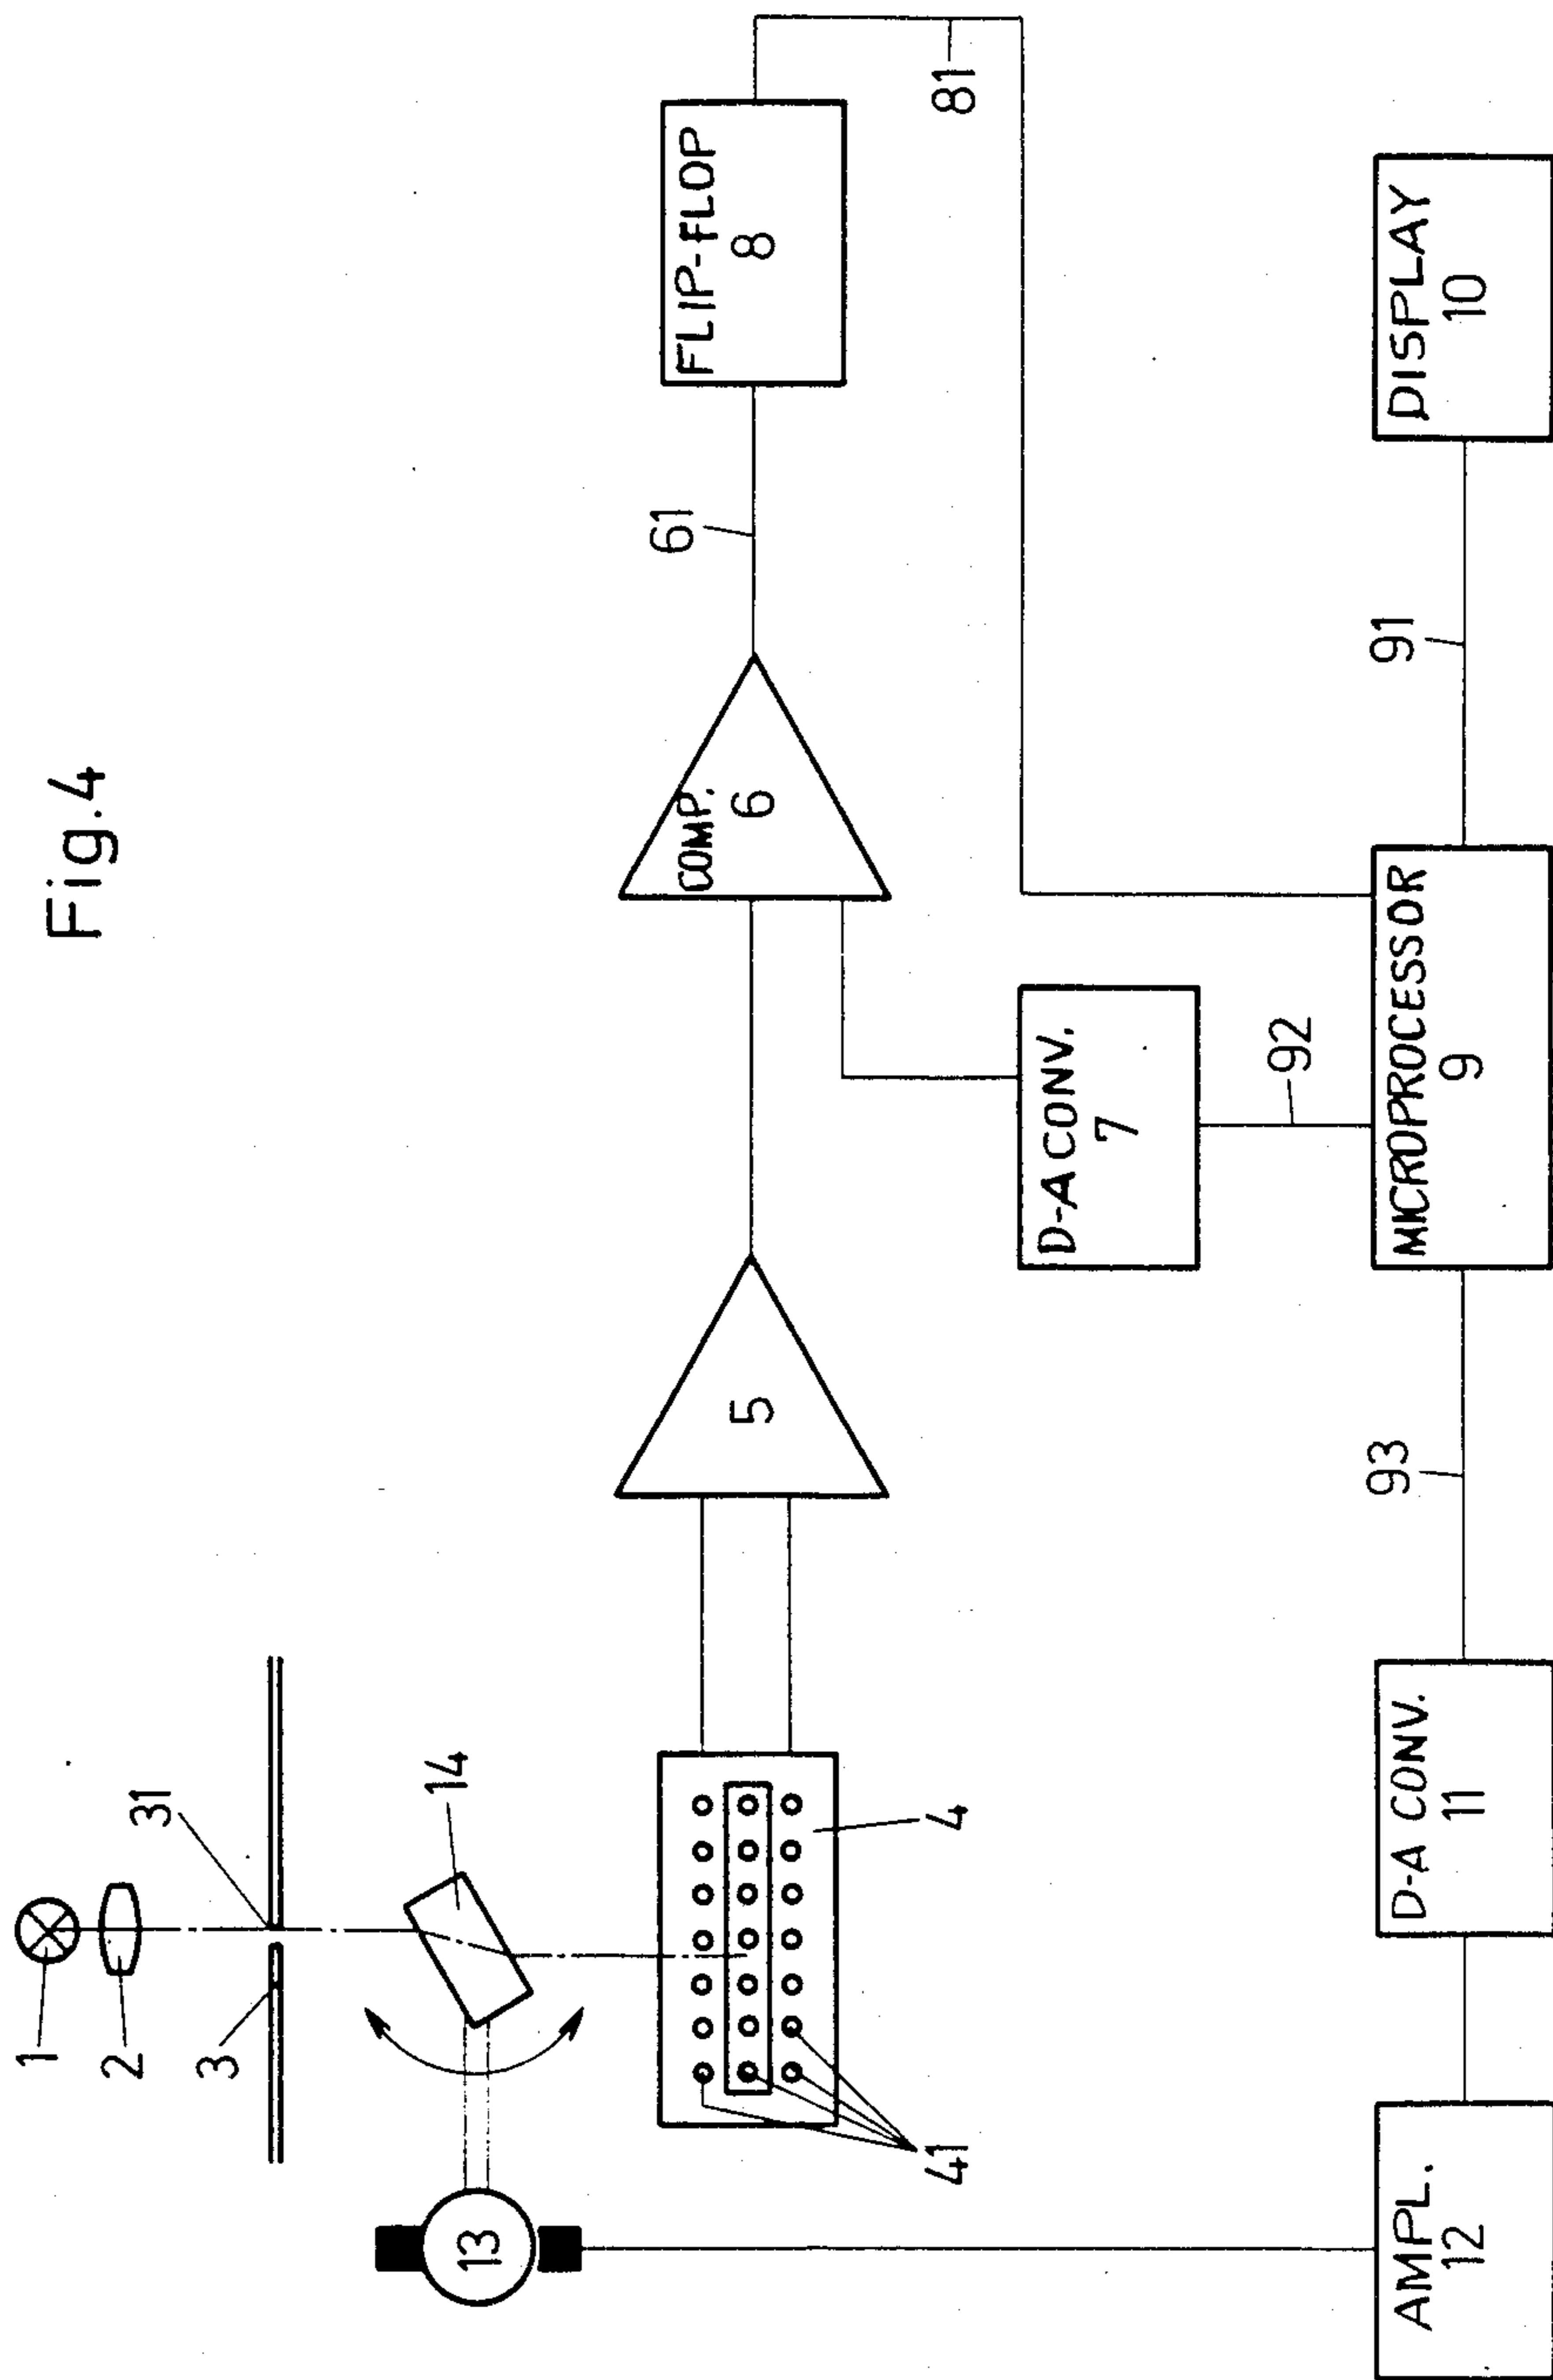 Fig.4
1
2
3
31
14
13
4
41
5
COMP.
6
61
FLIP-FLOP
8
81
D-A CONV.
7
92
AMPL.
12
D-A CONV.
11
93
MICROPROCESSOR
9
91
DISPLAY
10